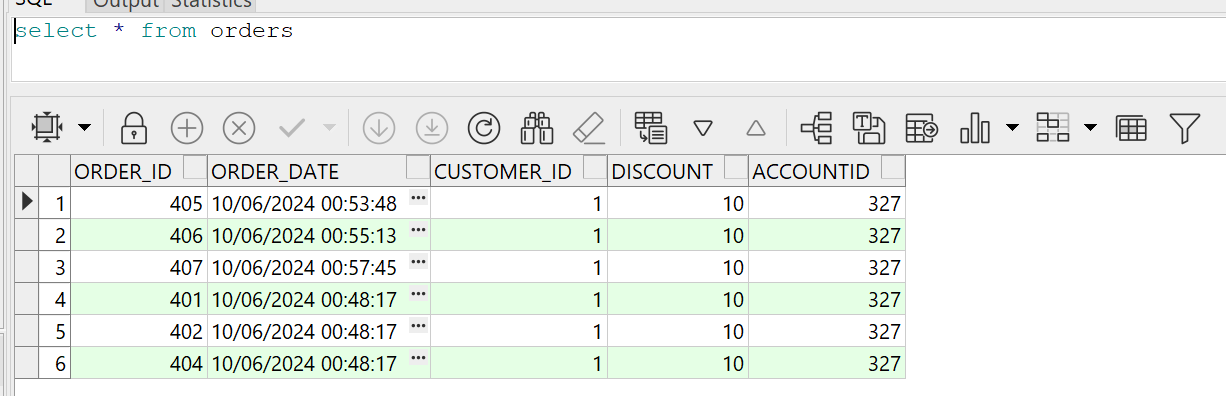 SQL Output Statistics
select * from orders
ORDER_ID ORDER_DATE CUSTOMER_ID DISCOUNT ACCOUNTID
1 405 10/06/2024 00:53:48 ... 1 10 327
2 406 10/06/2024 00:55:13 ... 1 10 327
3 407 10/06/2024 00:57:45 ... 1 10 327
4 401 10/06/2024 00:48:17 ... 1 10 327
5 402 10/06/2024 00:48:17 ... 1 10 327
6 404 10/06/2024 00:48:17 ... 1 10 327